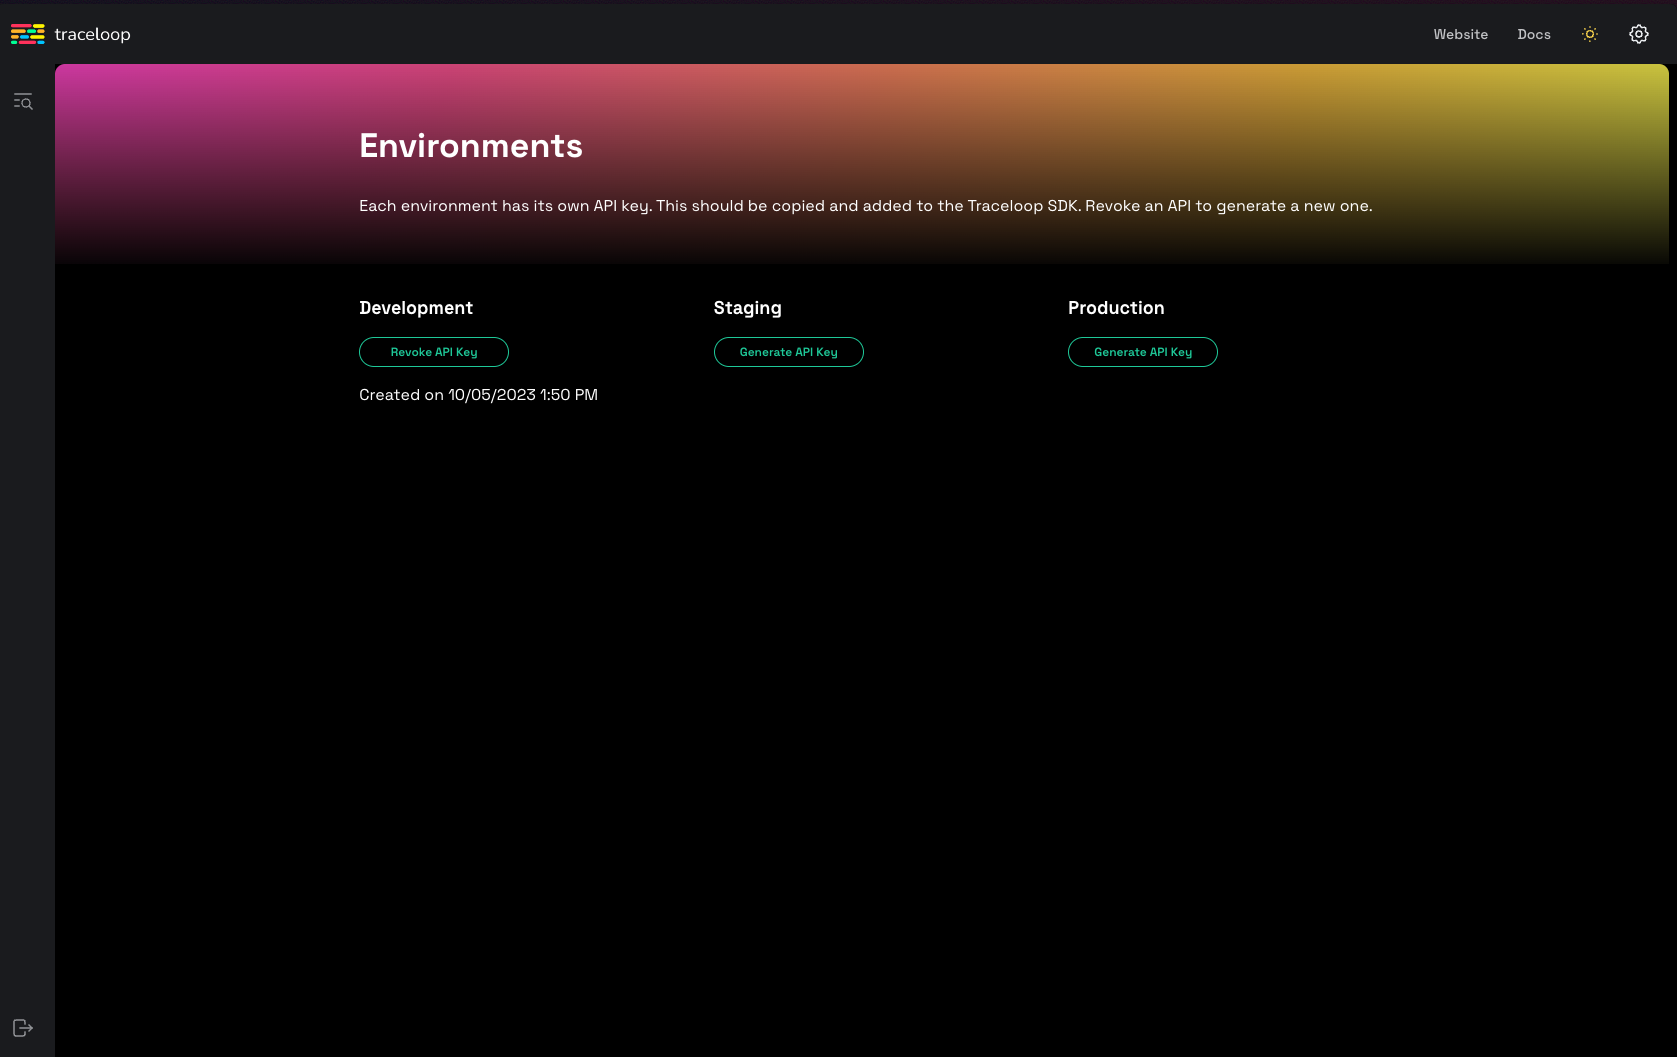 traceloop
Website
Docs
Environments
Each environment has its own API key. This should be copied and added to the Traceloop SDK. Revoke an API to generate a new one.
Development
Revoke API Key
Created on 10/05/2023 1:50 PM
Staging
Generate API Key
Production
Generate API Key